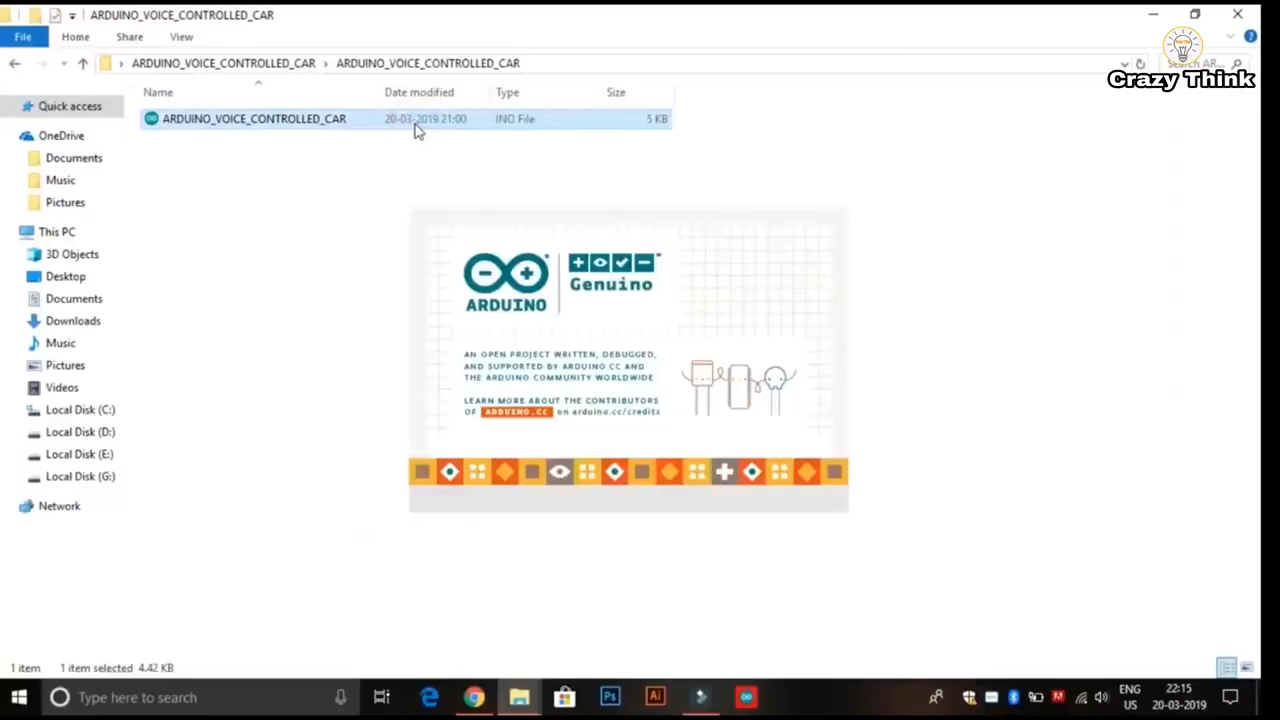 ARDUINO_VOICE_CONTROLLED_CAR
File Home Share View
ARDUINO_VOICE_CONTROLLED_CAR › ARDUINO_VOICE_CONTROLLED_CAR
Search AR...
Crazy Think
Name Date modified Type Size
ARDUINO_VOICE_CONTROLLED_CAR 20-03-2019 21:00 INO File 5 KB
Quick access
OneDrive
Documents
Music
Pictures
This PC
3D Objects
Desktop
Documents
Downloads
Music
Pictures
Videos
Local Disk (C:)
Local Disk (D:)
Local Disk (E:)
Local Disk (G:)
Network
ARDUINO
Genuino
AN OPEN PROJECT WRITTEN, DEBUGGED,
AND SUPPORTED BY ARDUINO.CC AND
THE ARDUINO COMMUNITY WORLDWIDE
LEARN MORE ABOUT THE CONTRIBUTORS
OF ARDUINO.CC on arduino.cc/credits
1 item 1 item selected 4.42 KB
Type here to search
Ps
Ai
ENG
US
22:15
20-03-2019